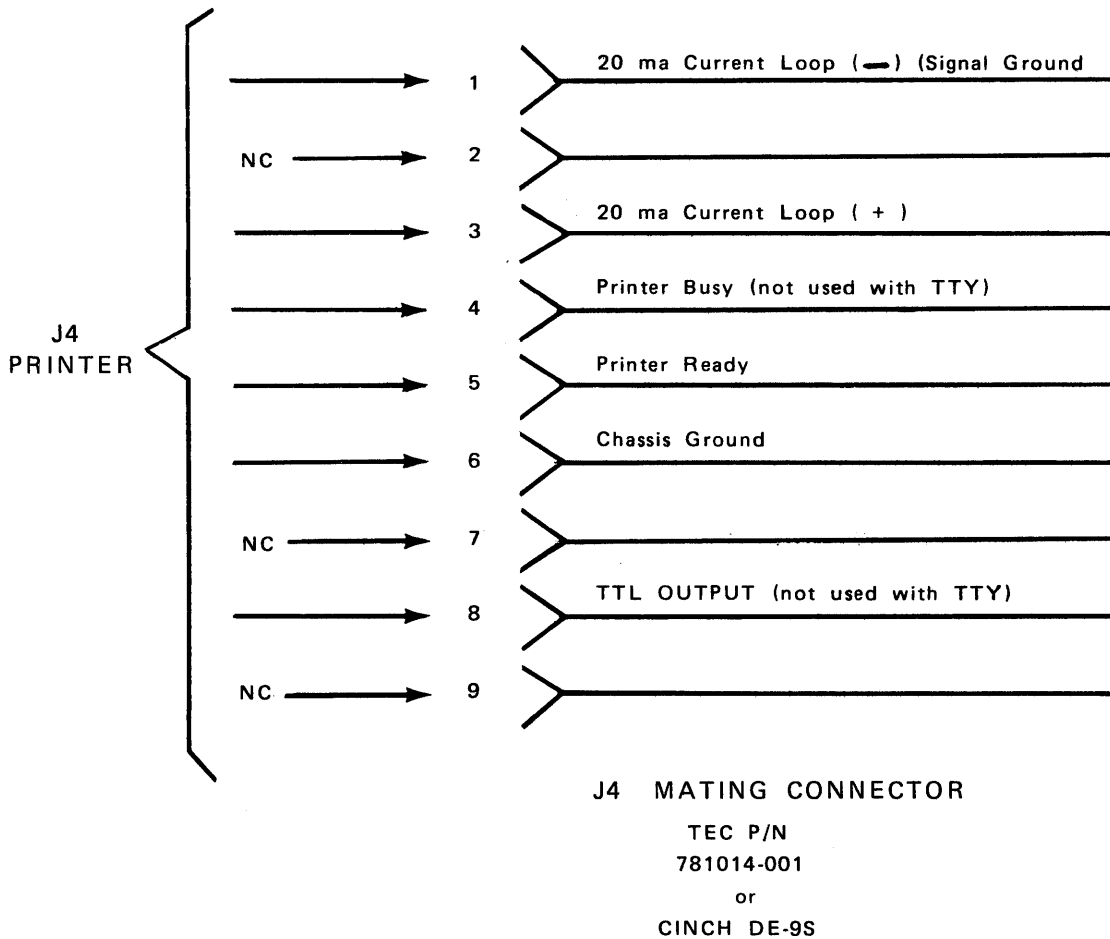 1 20 ma Current Loop (—) (Signal Ground
NC 2
3 20 ma Current Loop ( + )
4 Printer Busy (not used with TTY)
J4
PRINTER
5 Printer Ready
6 Chassis Ground
NC 7
8 TTL OUTPUT (not used with TTY)
NC 9
J4 MATING CONNECTOR
TEC P/N
781014-001
or
CINCH DE-9S